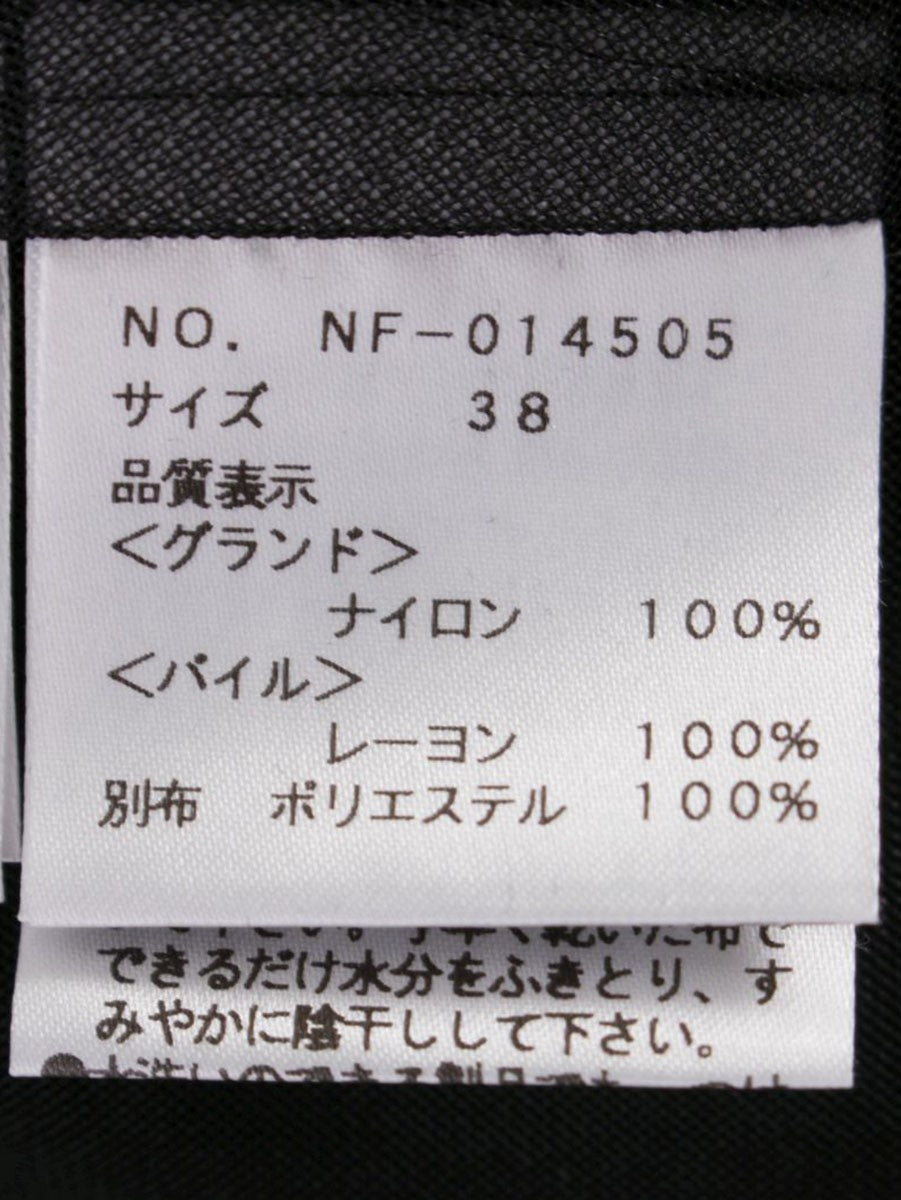 NO. NF-014505
サイズ 38
品質表示
<グランド>
ナイロン 100%
<パイル>
レーヨン 100%
別布 ポリエステル 100%
できるだけ水分をふきとり、す
みやかに陰干しして下さい。